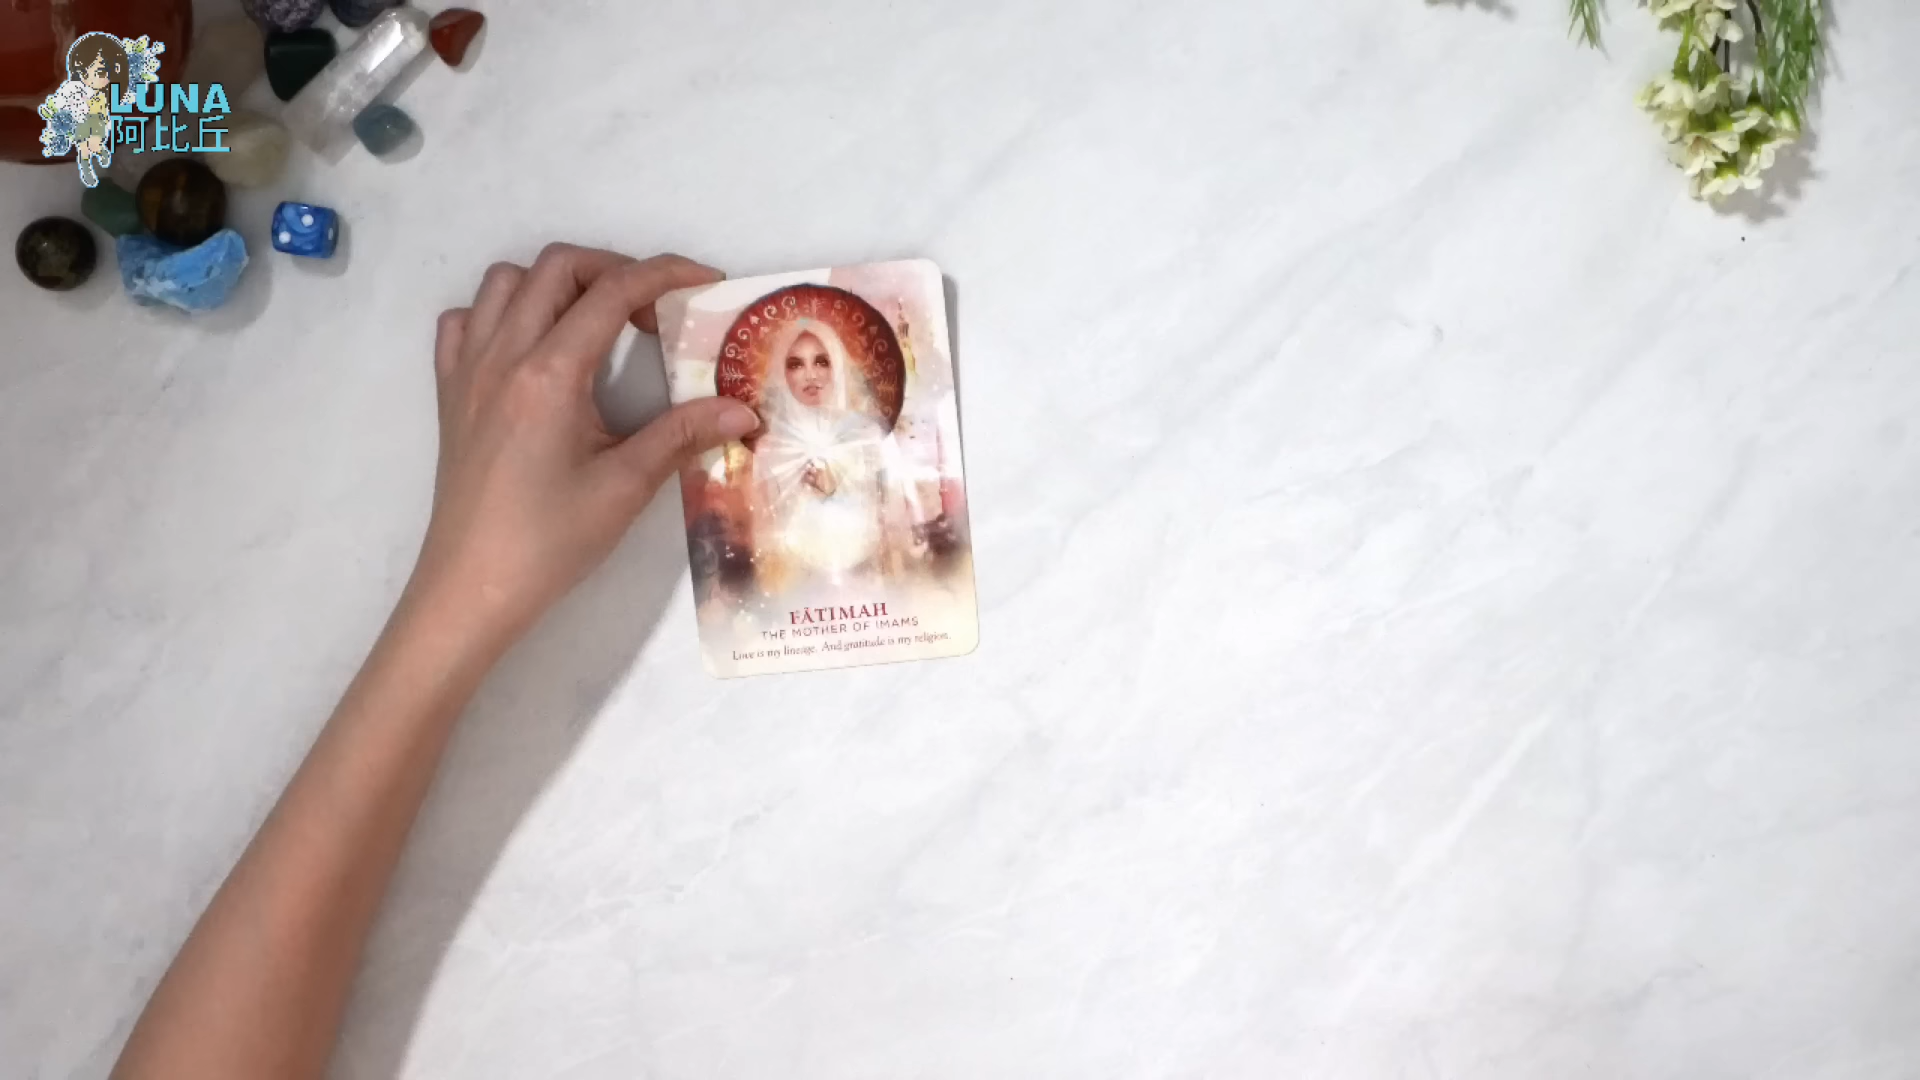 LUNA
阿比丘
FĀTIMAH
THE MOTHER OF IMAMS
Love is my lineage. And gratitude is my religion.